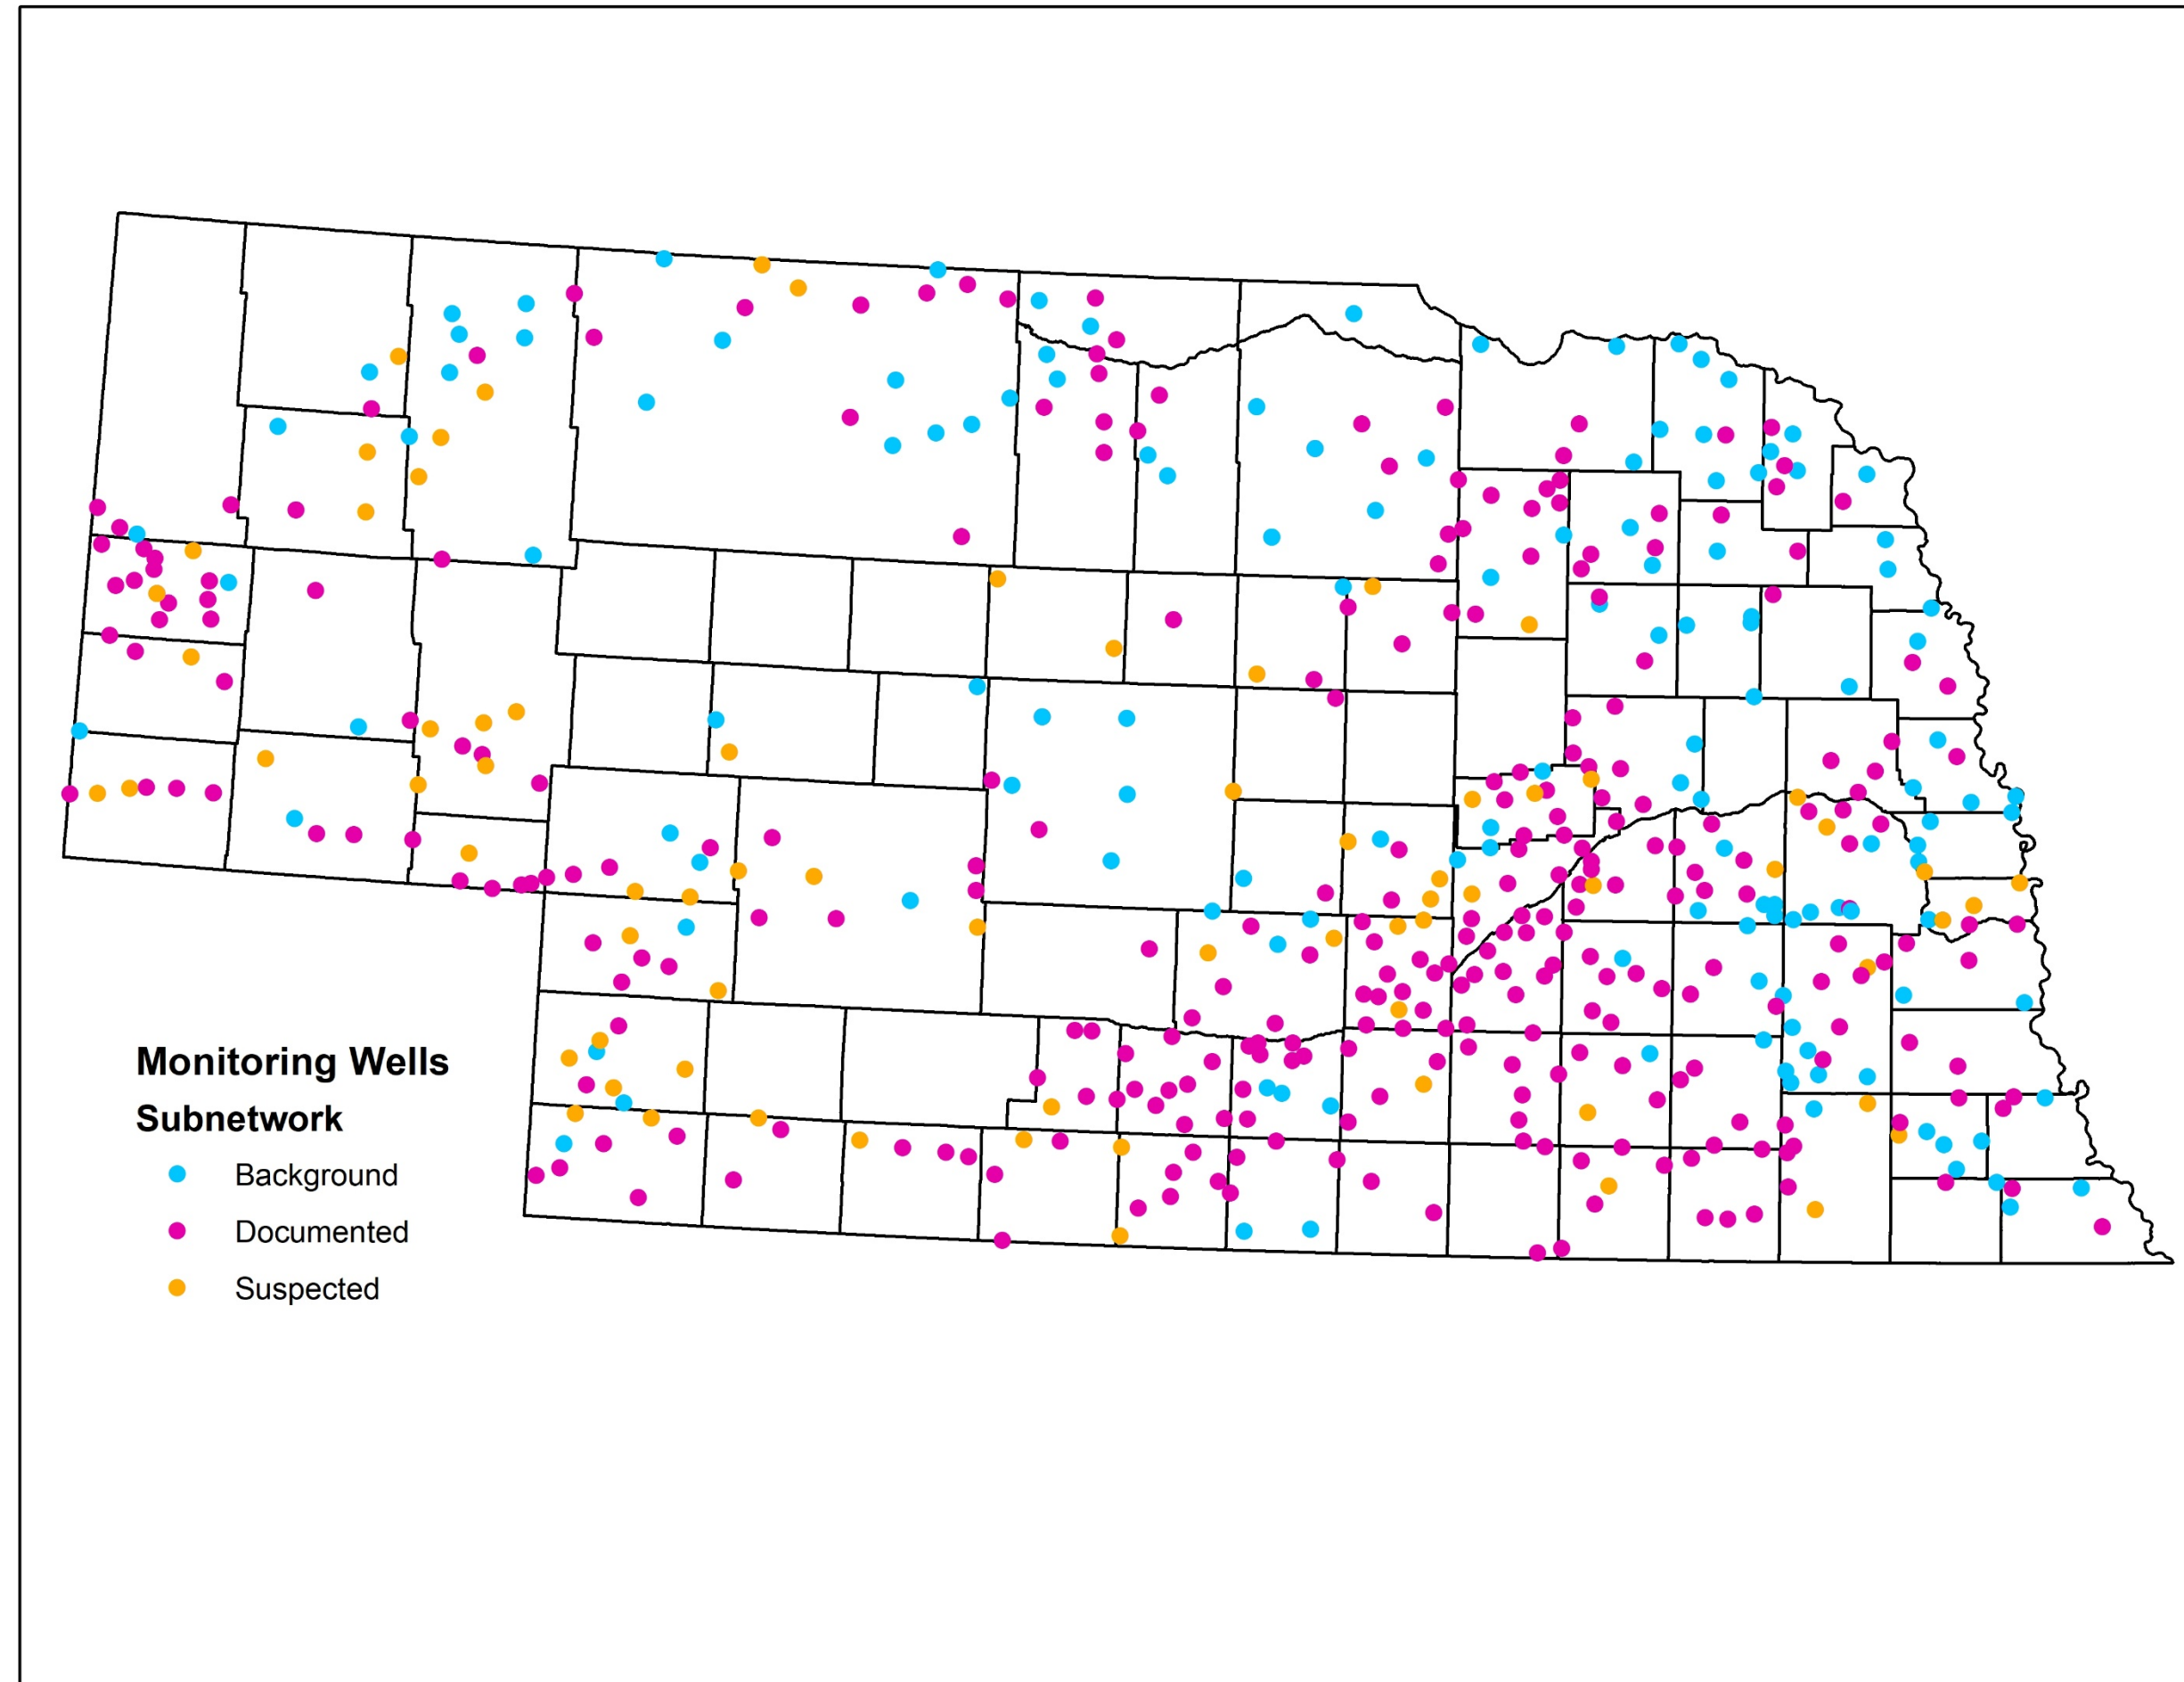 Monitoring Wells
Subnetwork
Background
Documented
Suspected